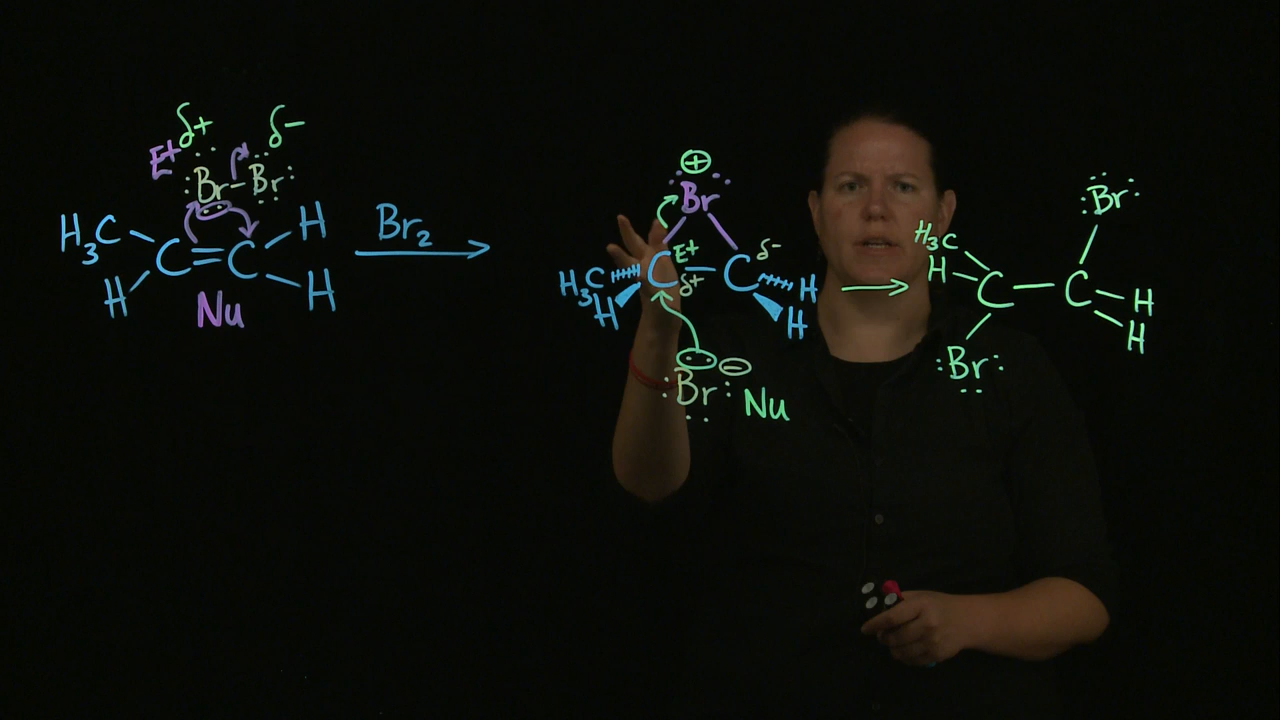 δ+ δ-
E+
:Br-Br:
H3C H
C=C
H H
Nu
Br2
⊕
Br
H3C C E+ C δ-
δ+
H H
H
:Br: ⊖
Nu
:Br:
H3C
H C C H
H
:Br: